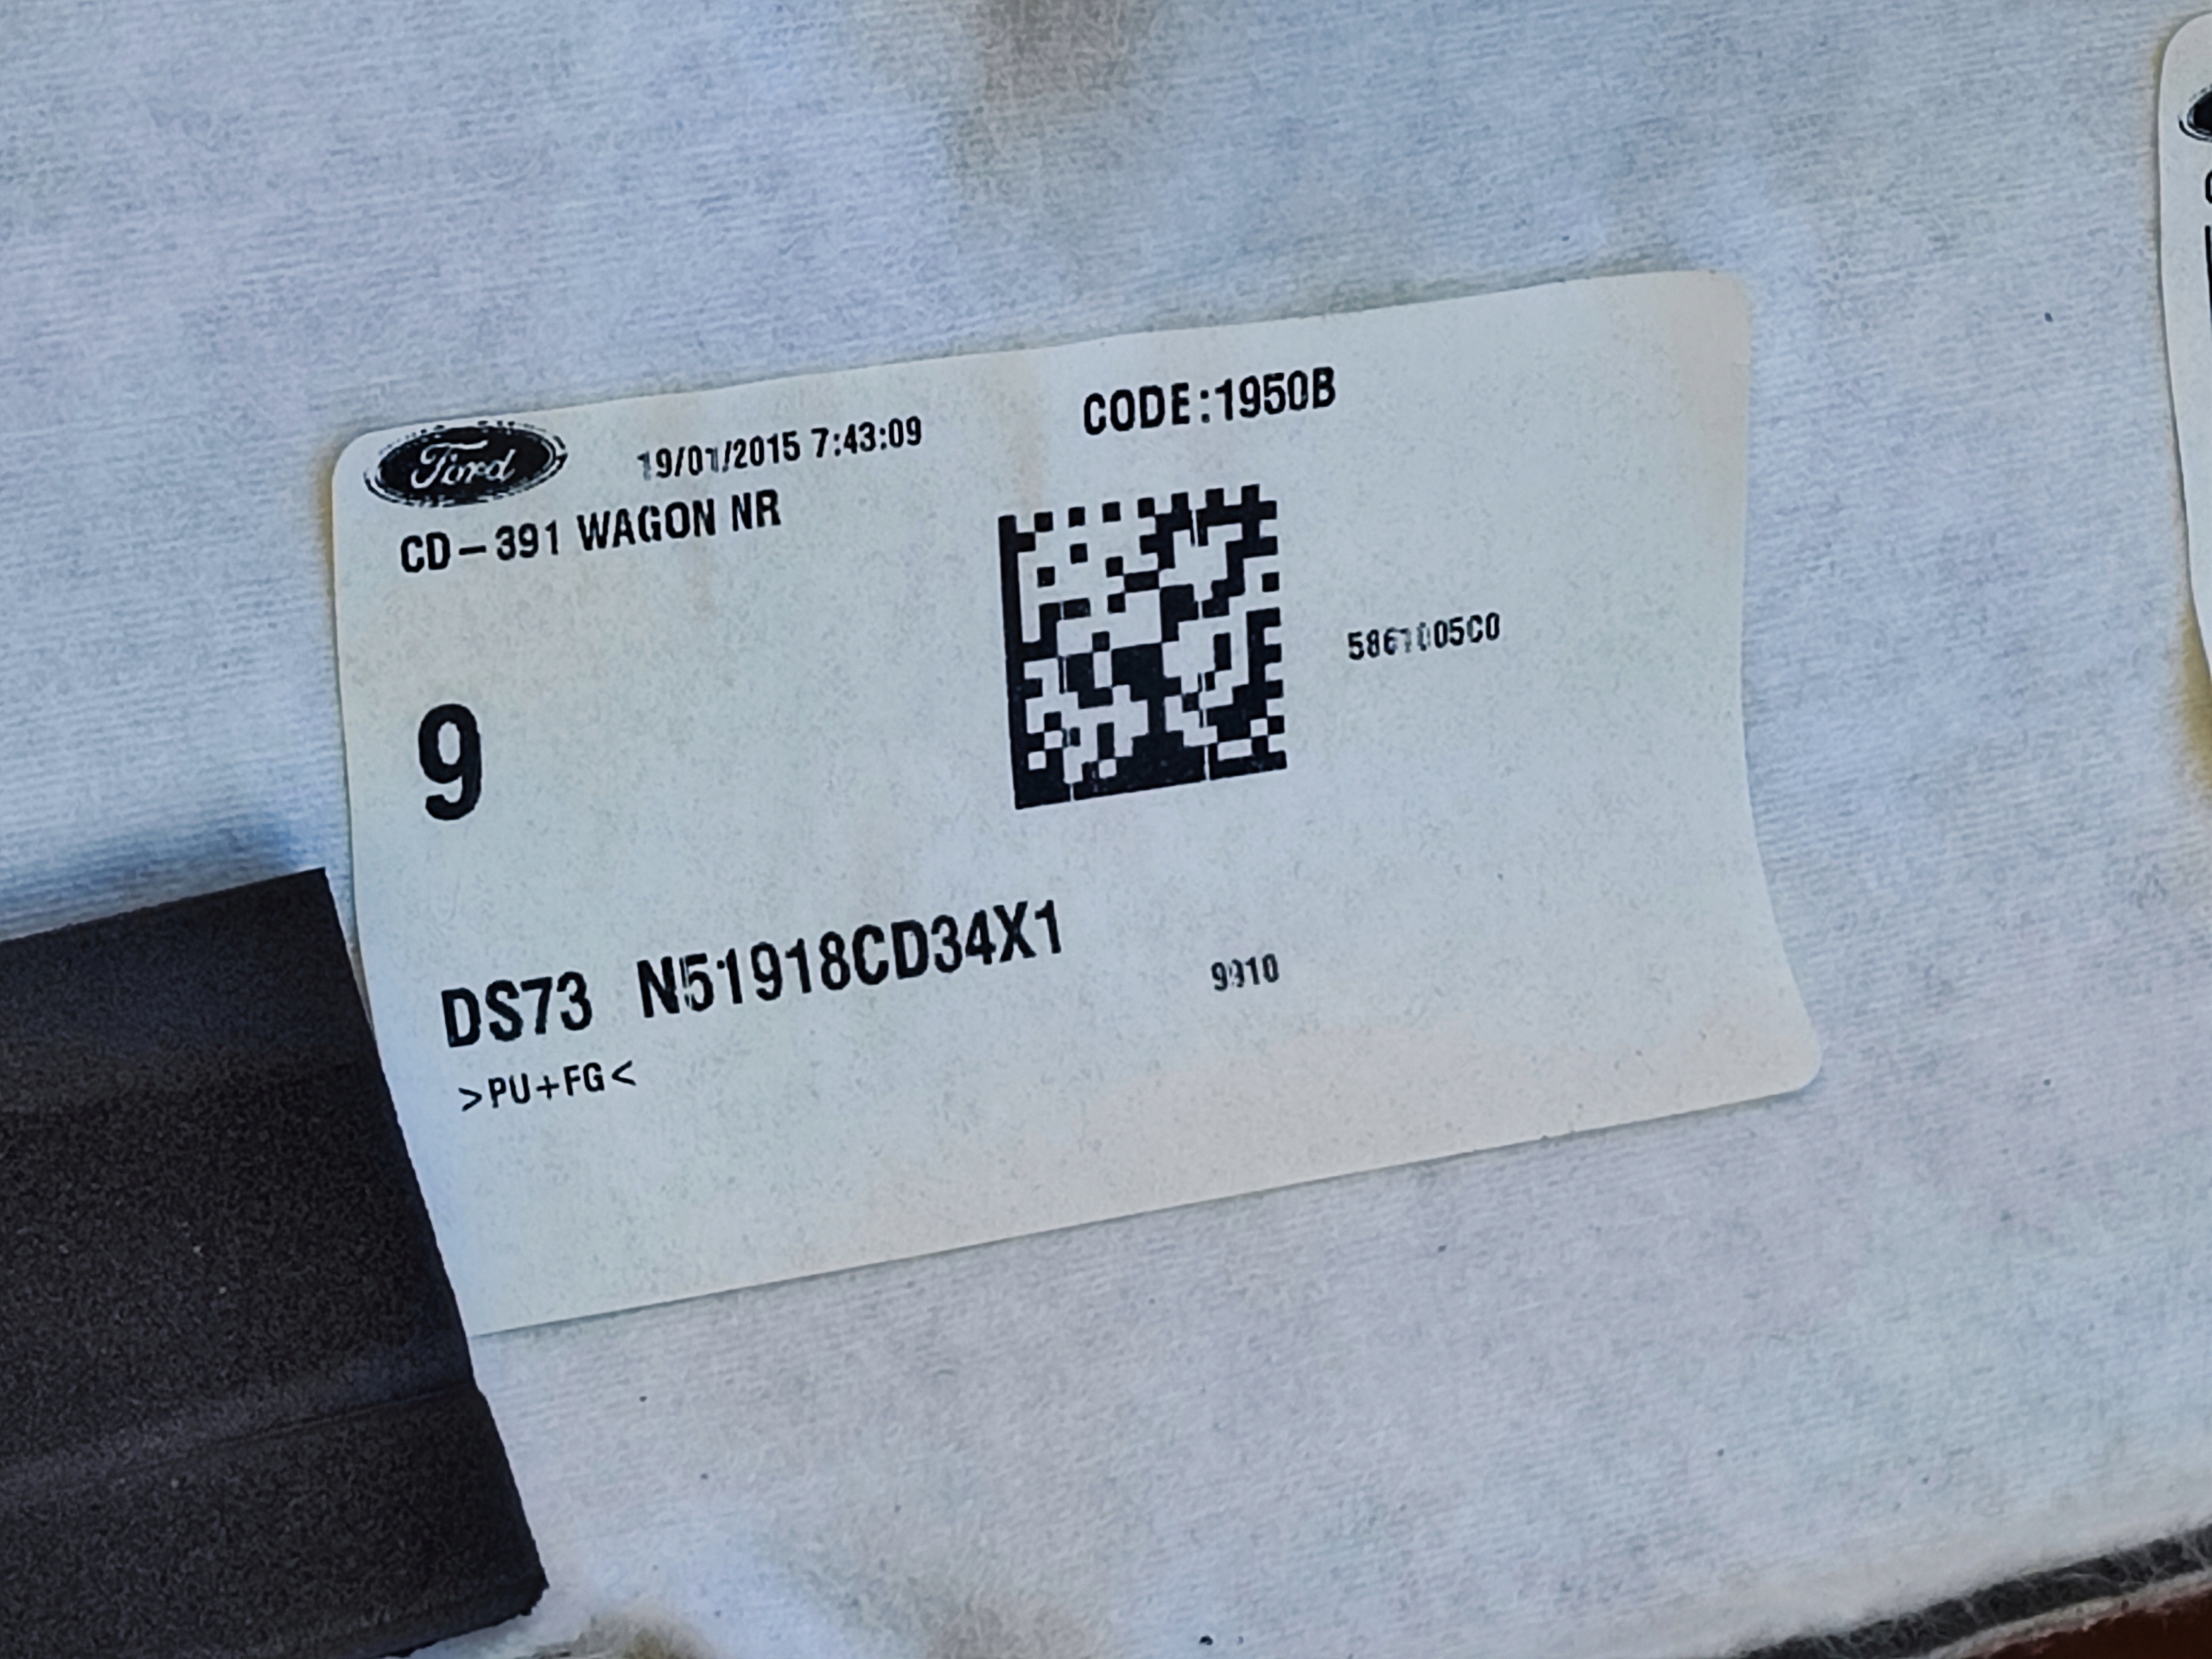 Ford
19/01/2015 7:43:09
CODE:1950B
CD-391 WAGON NR
9
DS73 N51918CD34X1
9910
>PU+FG<